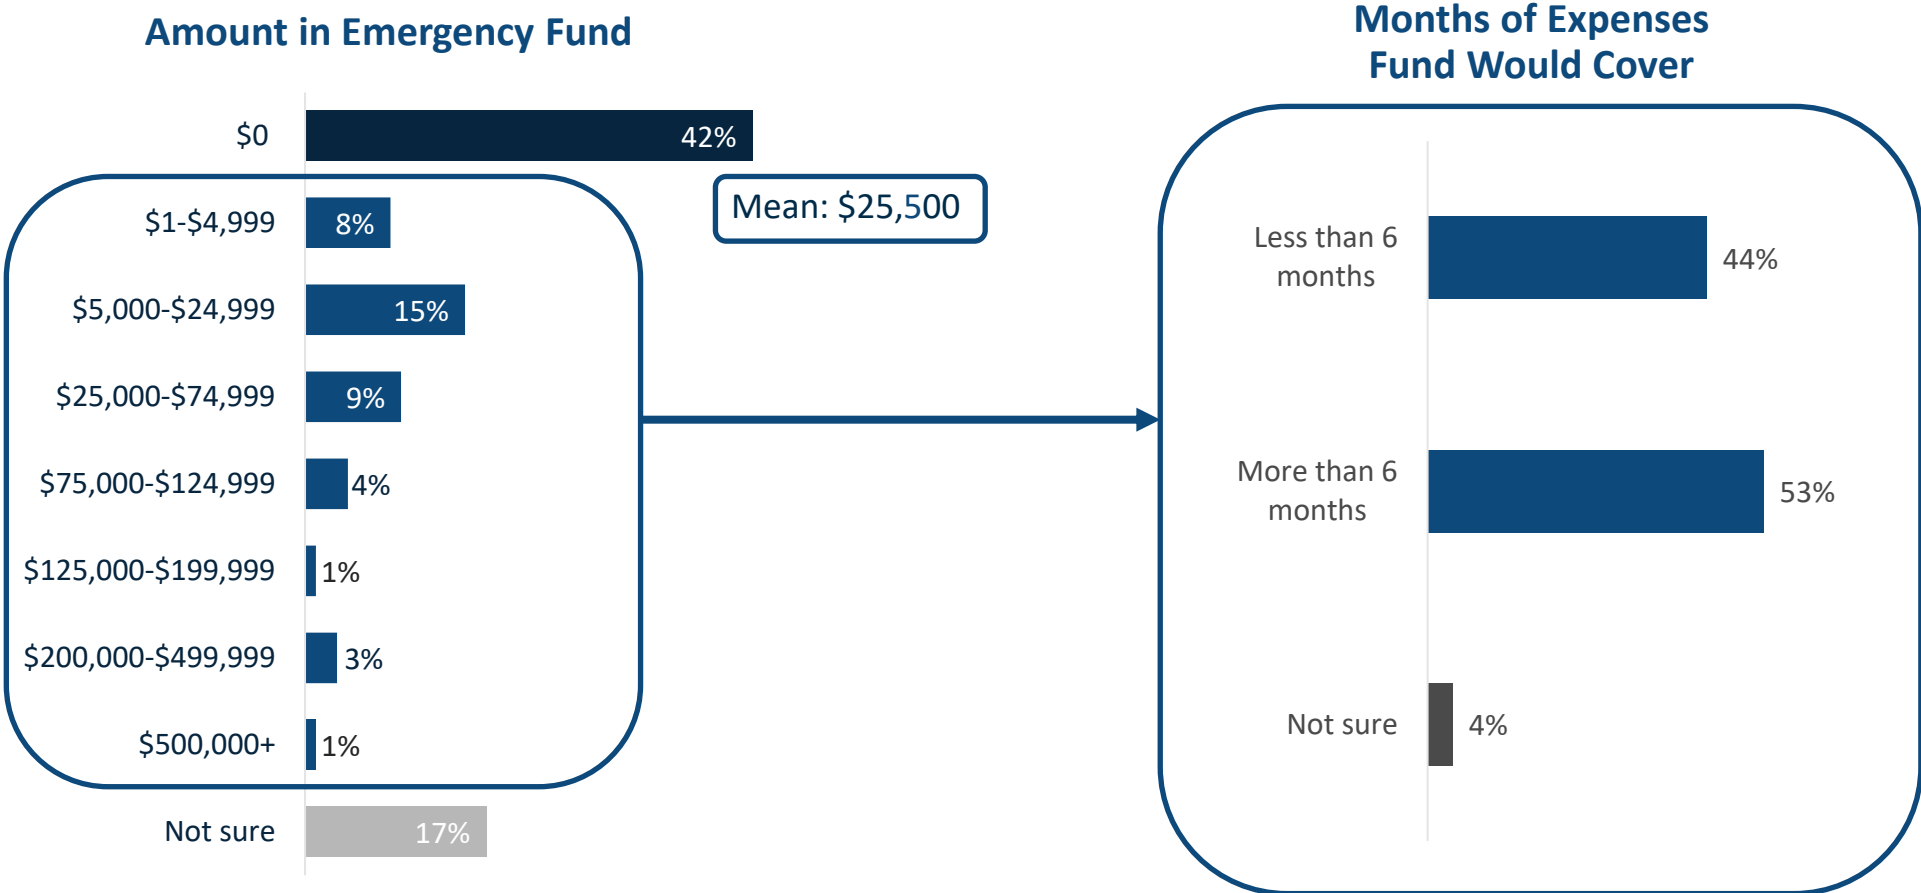 Amount in Emergency Fund
$0
42%
Mean: $25,500
$1-$4,999
8%
$5,000-$24,999
15%
$25,000-$74,999
9%
$75,000-$124,999
4%
$125,000-$199,999
1%
$200,000-$499,999
3%
$500,000+
1%
Not sure
17%
Months of Expenses
Fund Would Cover
Less than 6
months
44%
More than 6
months
53%
Not sure
4%